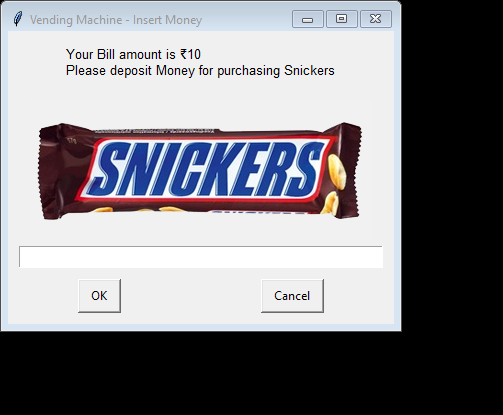 Vending Machine - Insert Money
Your Bill amount is ₹10
Please deposit Money for purchasing Snickers
SNICKERS
OK
Cancel